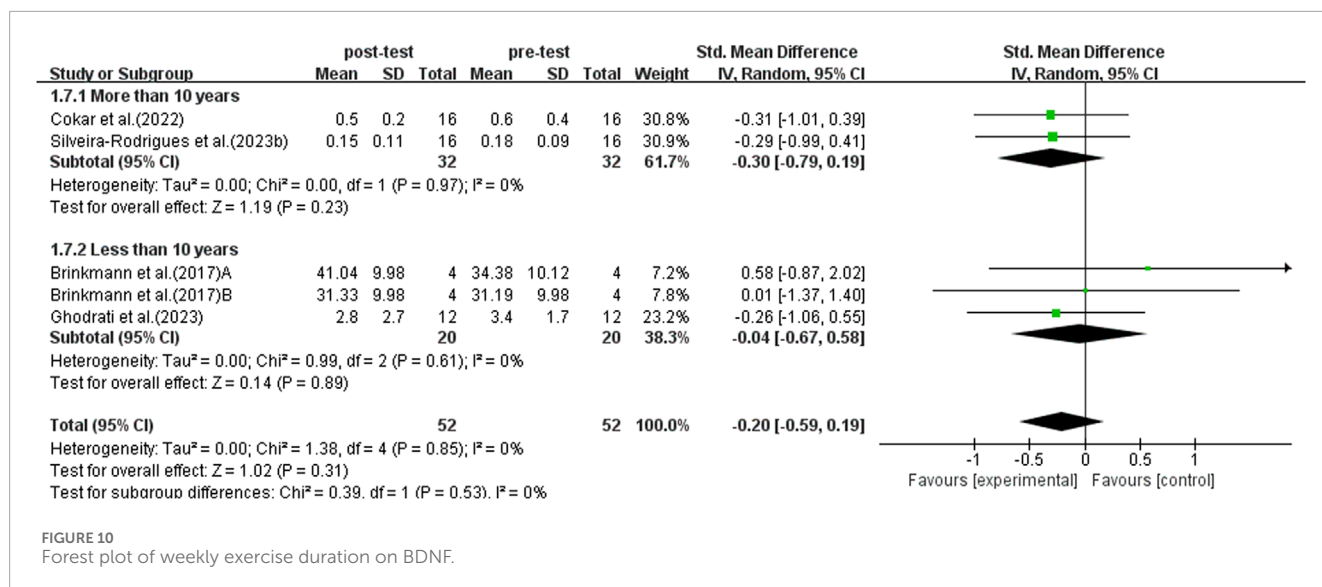 post-test pre-test Std. Mean Difference Std. Mean Difference
Study or Subgroup Mean SD Total Mean SD Total Weight IV, Random, 95% CI IV, Random, 95% CI
1.7.1 More than 10 years
Cokar et al.(2022) 0.5 0.2 16 0.6 0.4 16 30.8% -0.31 [-1.01, 0.39]
Silveira-Rodrigues et al.(2023b) 0.15 0.11 16 0.18 0.09 16 30.9% -0.29 [-0.99, 0.41]
Subtotal (95% CI) 32 32 61.7% -0.30 [-0.79, 0.19]
Heterogeneity: Tau² = 0.00; Chi² = 0.00, df = 1 (P = 0.97); I² = 0%
Test for overall effect: Z = 1.19 (P = 0.23)
1.7.2 Less than 10 years
Brinkmann et al.(2017)A 41.04 9.98 4 34.38 10.12 4 7.2% 0.58 [-0.87, 2.02]
Brinkmann et al.(2017)B 31.33 9.98 4 31.19 9.98 4 7.8% 0.01 [-1.37, 1.40]
Ghodrati et al.(2023) 2.8 2.7 12 3.4 1.7 12 23.2% -0.26 [-1.06, 0.55]
Subtotal (95% CI) 20 20 38.3% -0.04 [-0.67, 0.58]
Heterogeneity: Tau² = 0.00; Chi² = 0.99, df = 2 (P = 0.61); I² = 0%
Test for overall effect: Z = 0.14 (P = 0.89)
Total (95% CI) 52 52 100.0% -0.20 [-0.59, 0.19]
Heterogeneity: Tau² = 0.00; Chi² = 1.38, df = 4 (P = 0.85); I² = 0%
Test for overall effect: Z = 1.02 (P = 0.31)
Test for subgroup differences: Chi² = 0.39, df = 1 (P = 0.53), I² = 0%
-1 -0.5 0 0.5 1
Favours [experimental] Favours [control]
FIGURE 10
Forest plot of weekly exercise duration on BDNF.